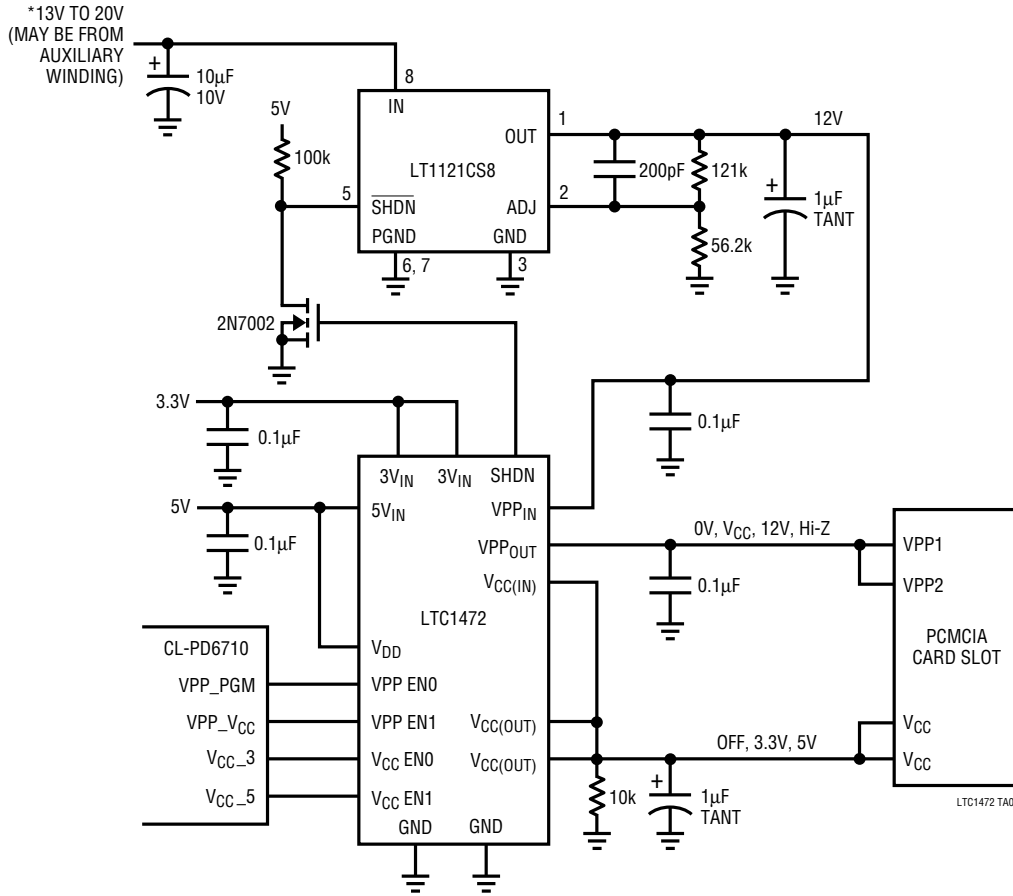 *13V TO 20V
(MAY BE FROM
AUXILIARY
WINDING)
+
10µF
10V
8
IN
5V
100k
LT1121CS8
OUT
1
12V
200pF
121k
+
1µF
TANT
5
SHDN
ADJ
2
PGND
GND
6, 7
3
56.2k
2N7002
3.3V
0.1µF
0.1µF
3VIN
3VIN
SHDN
5V
5VIN
VPPIN
0.1µF
VPPOUT
0V, VCC, 12V, Hi-Z
VPP1
VCC(IN)
0.1µF
VPP2
LTC1472
PCMCIA
CARD SLOT
CL-PD6710
VDD
VPP_PGM
VPP EN0
VPP_VCC
VPP EN1
VCC(OUT)
VCC
VCC_3
VCC EN0
VCC(OUT)
OFF, 3.3V, 5V
VCC
VCC_5
VCC EN1
10k
+
1µF
TANT
GND
GND
LTC1472 TA0